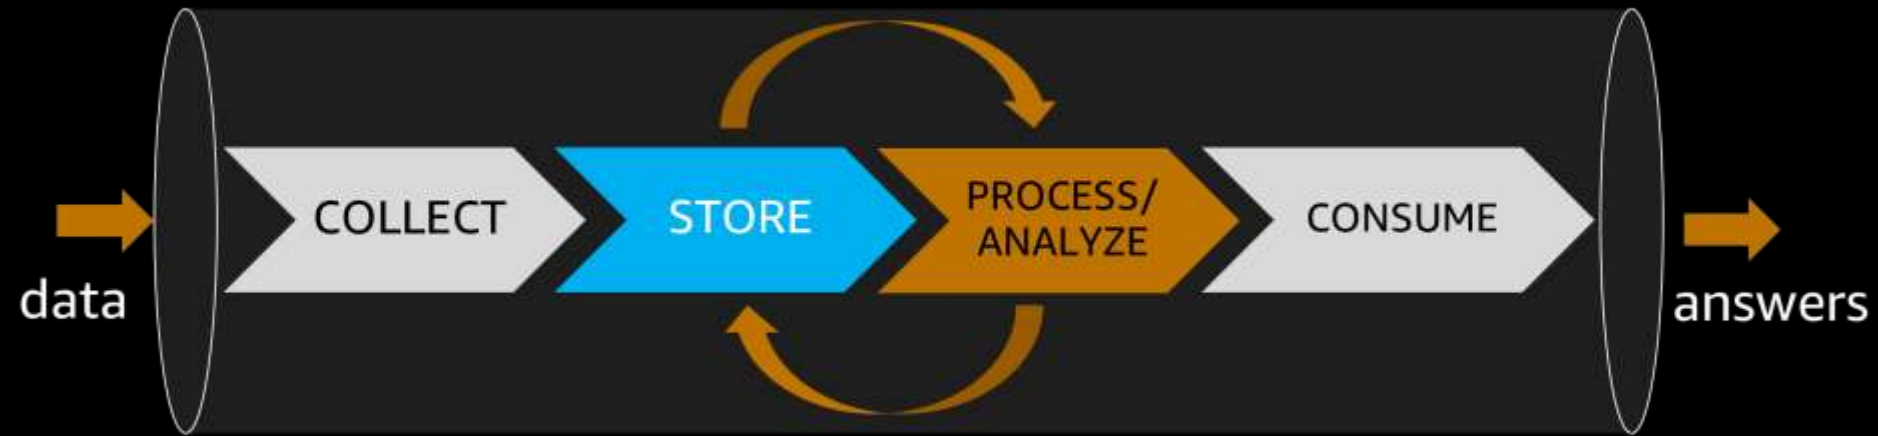 data
COLLECT
STORE
PROCESS/
ANALYZE
CONSUME
answers